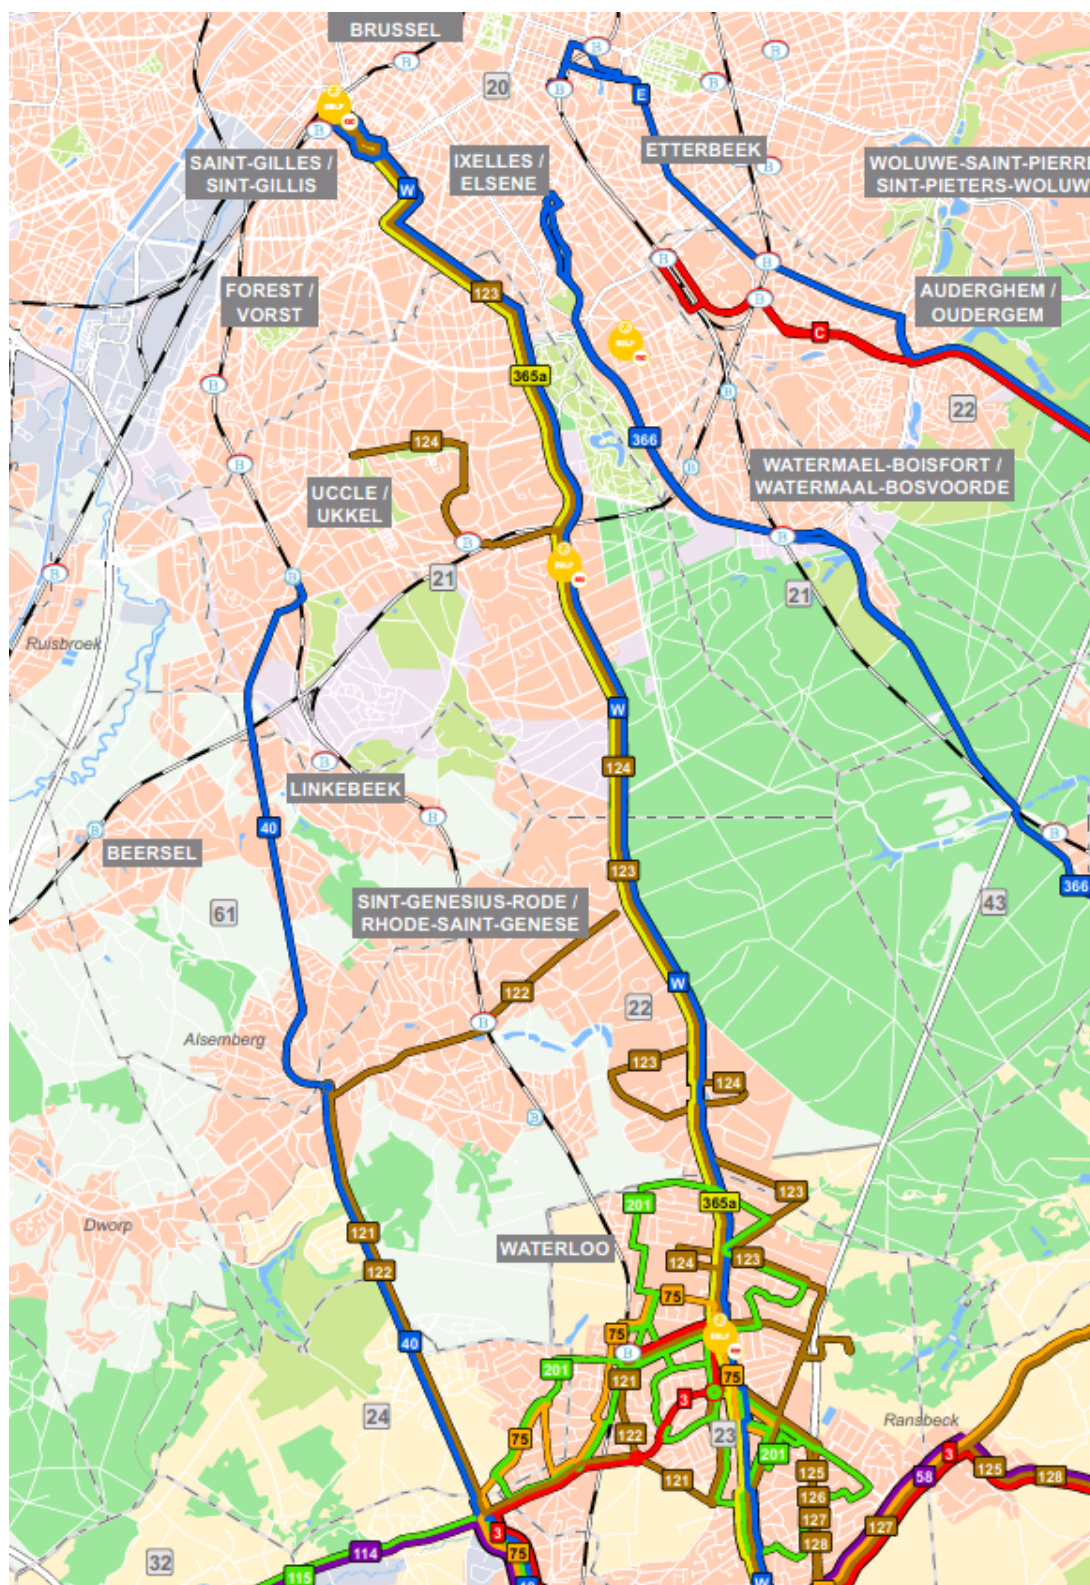 BRUSSEL
20
E
SAINT-GILLES /
SINT-GILLIS
IXELLES /
ELSENE
ETTERBEEK
WOLUWE-SAINT-PIERR
SINT-PIETERS-WOLUW
W
123
FOREST /
VORST
AUDERGHEM /
OUDERGEM
C
365a
22
124
366
UCCLE /
UKKEL
WATERMAEL-BOISFORT /
WATERMAAL-BOSVOORDE
21
21
Ruisbroek
W
124
LINKEBEEK
40
BEERSEL
123
366
61
SINT-GENESIUS-RODE /
RHODE-SAINT-GENESE
43
W
122
22
Alsemberg
123
124
123
201
365a
Dworp
121
WATERLOO
124
123
122
75
75
40
201
121
75
3
24
Ransbeck
75
122
23
201
3
121
125
58
125
128
126
127
127
3
128
114
75
32
115
W